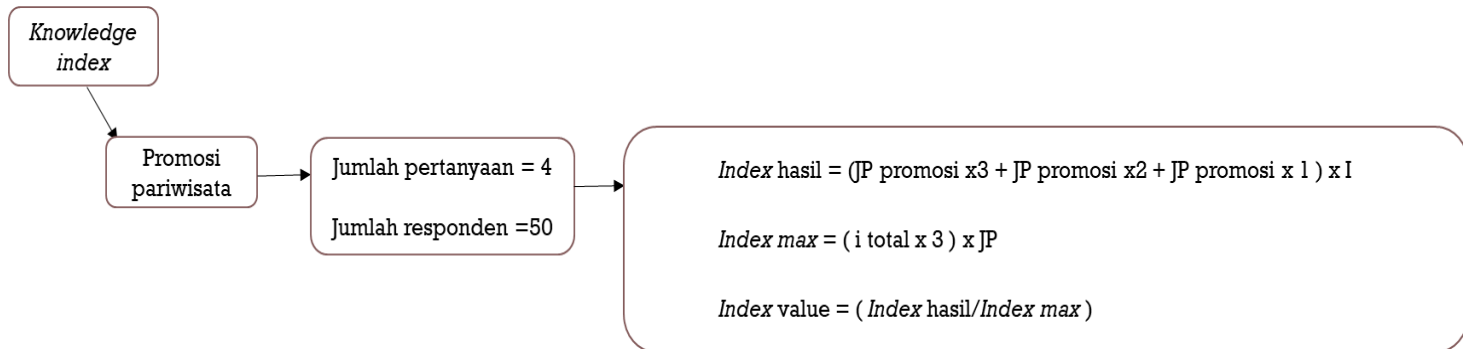 Knowledge
index
Promosi
pariwisata
Jumlah pertanyaan = 4
Jumlah responden =50
Index hasil = (JP promosi x3 + JP promosi x2 + JP promosi x 1 ) x I
Index max = ( i total x 3 ) x JP
Index value = ( Index hasil/Index max )